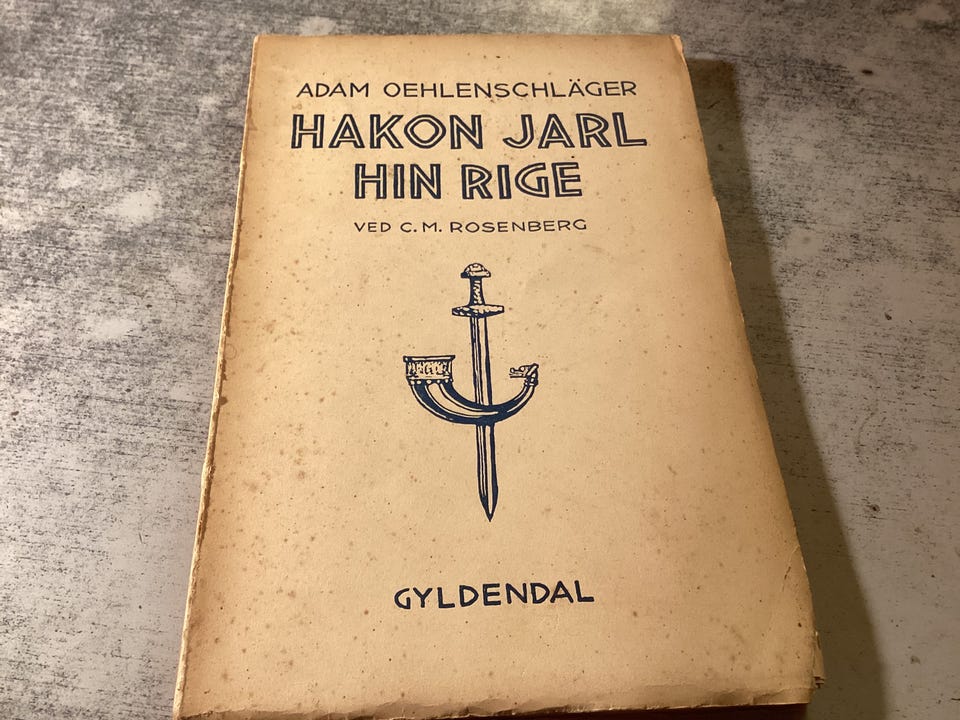 ADAM OEHLENSCHLÄGER
HAKON JARL
HIN RIGE
VED C. M. ROSENBERG
GYLDENDAL